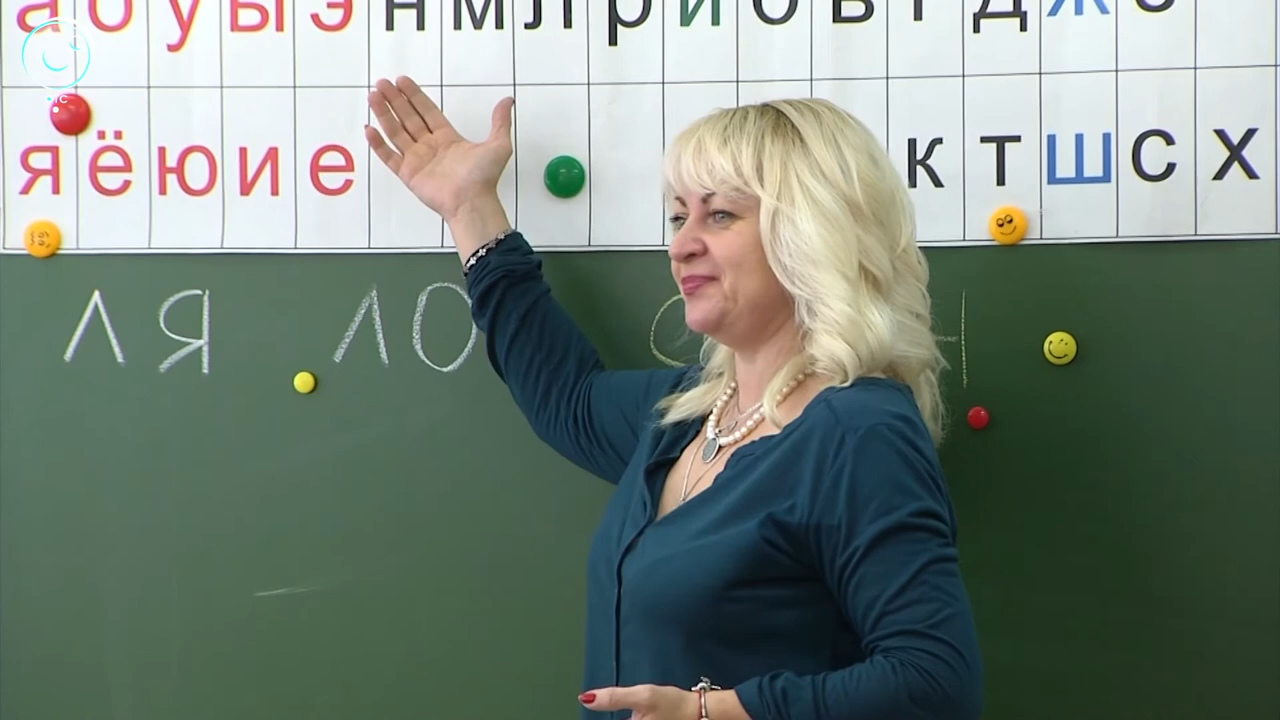 а о у ы э н м л р й б в г д ж з
я ё ю и е к т ш с х
ля ло